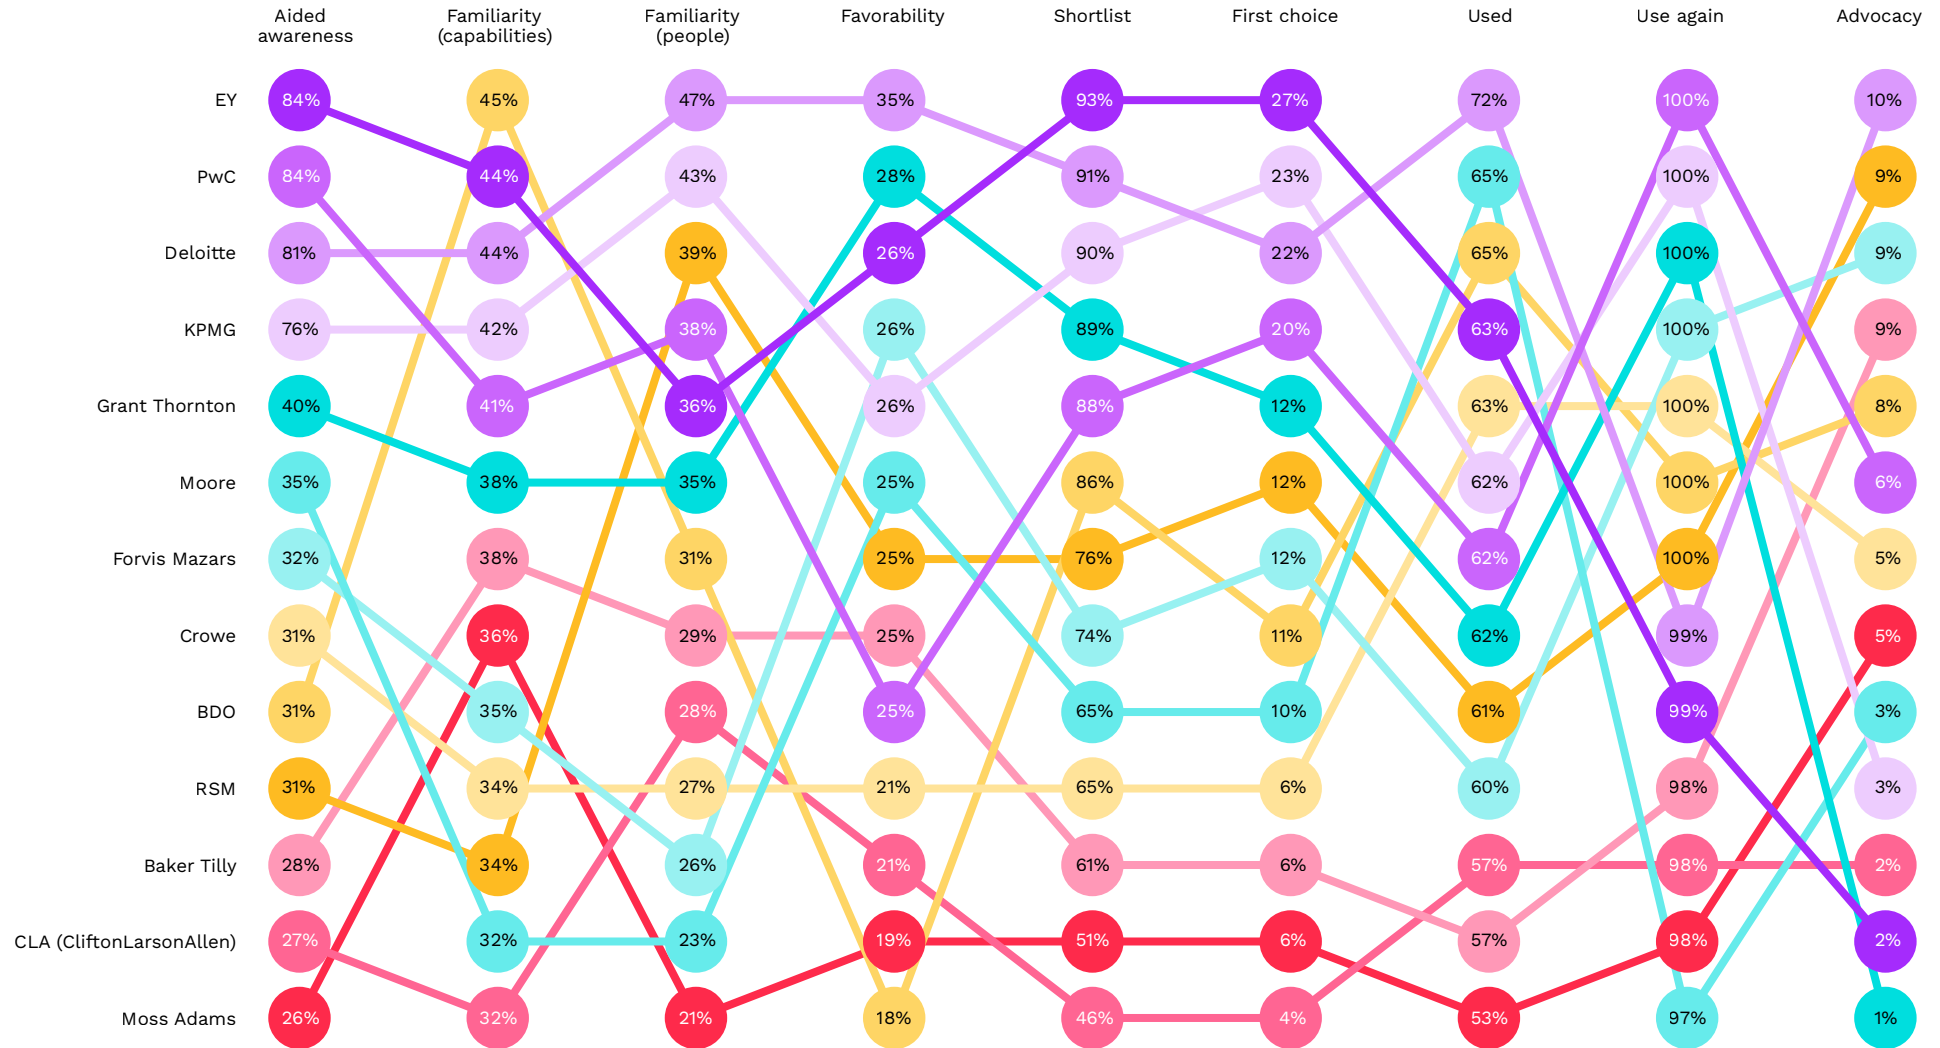 Aided Familiarity Familiarity Favorability Shortlist First choice Used Use again Advocacy
awareness (capabilities) (people)
EY 84% 45% 47% 35% 93% 27% 72% 100% 10%
PwC 84% 44% 43% 28% 91% 23% 65% 100% 9%
Deloitte 81% 44% 39% 26% 90% 22% 65% 100% 9%
KPMG 76% 42% 38% 26% 89% 20% 63% 100% 9%
Grant Thornton 40% 41% 36% 26% 88% 12% 63% 100% 8%
Moore 35% 38% 35% 25% 86% 12% 62% 100% 6%
Forvis Mazars 32% 38% 31% 25% 76% 12% 62% 100% 5%
Crowe 31% 36% 29% 25% 74% 11% 62% 99% 5%
BDO 31% 35% 28% 25% 65% 10% 61% 99% 3%
RSM 31% 34% 27% 21% 65% 6% 60% 98% 3%
Baker Tilly 28% 34% 26% 21% 61% 6% 57% 98% 2%
CLA (CliftonLarsonAllen) 27% 32% 23% 19% 51% 6% 57% 98% 2%
Moss Adams 26% 32% 21% 18% 46% 4% 53% 97% 1%